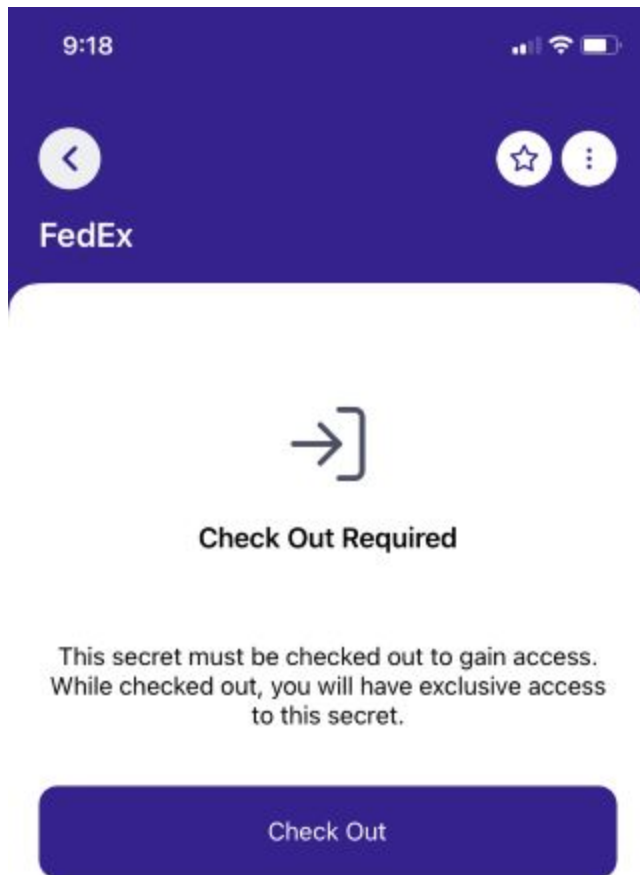 9:18
FedEx
Check Out Required
This secret must be checked out to gain access.
While checked out, you will have exclusive access
to this secret.
Check Out